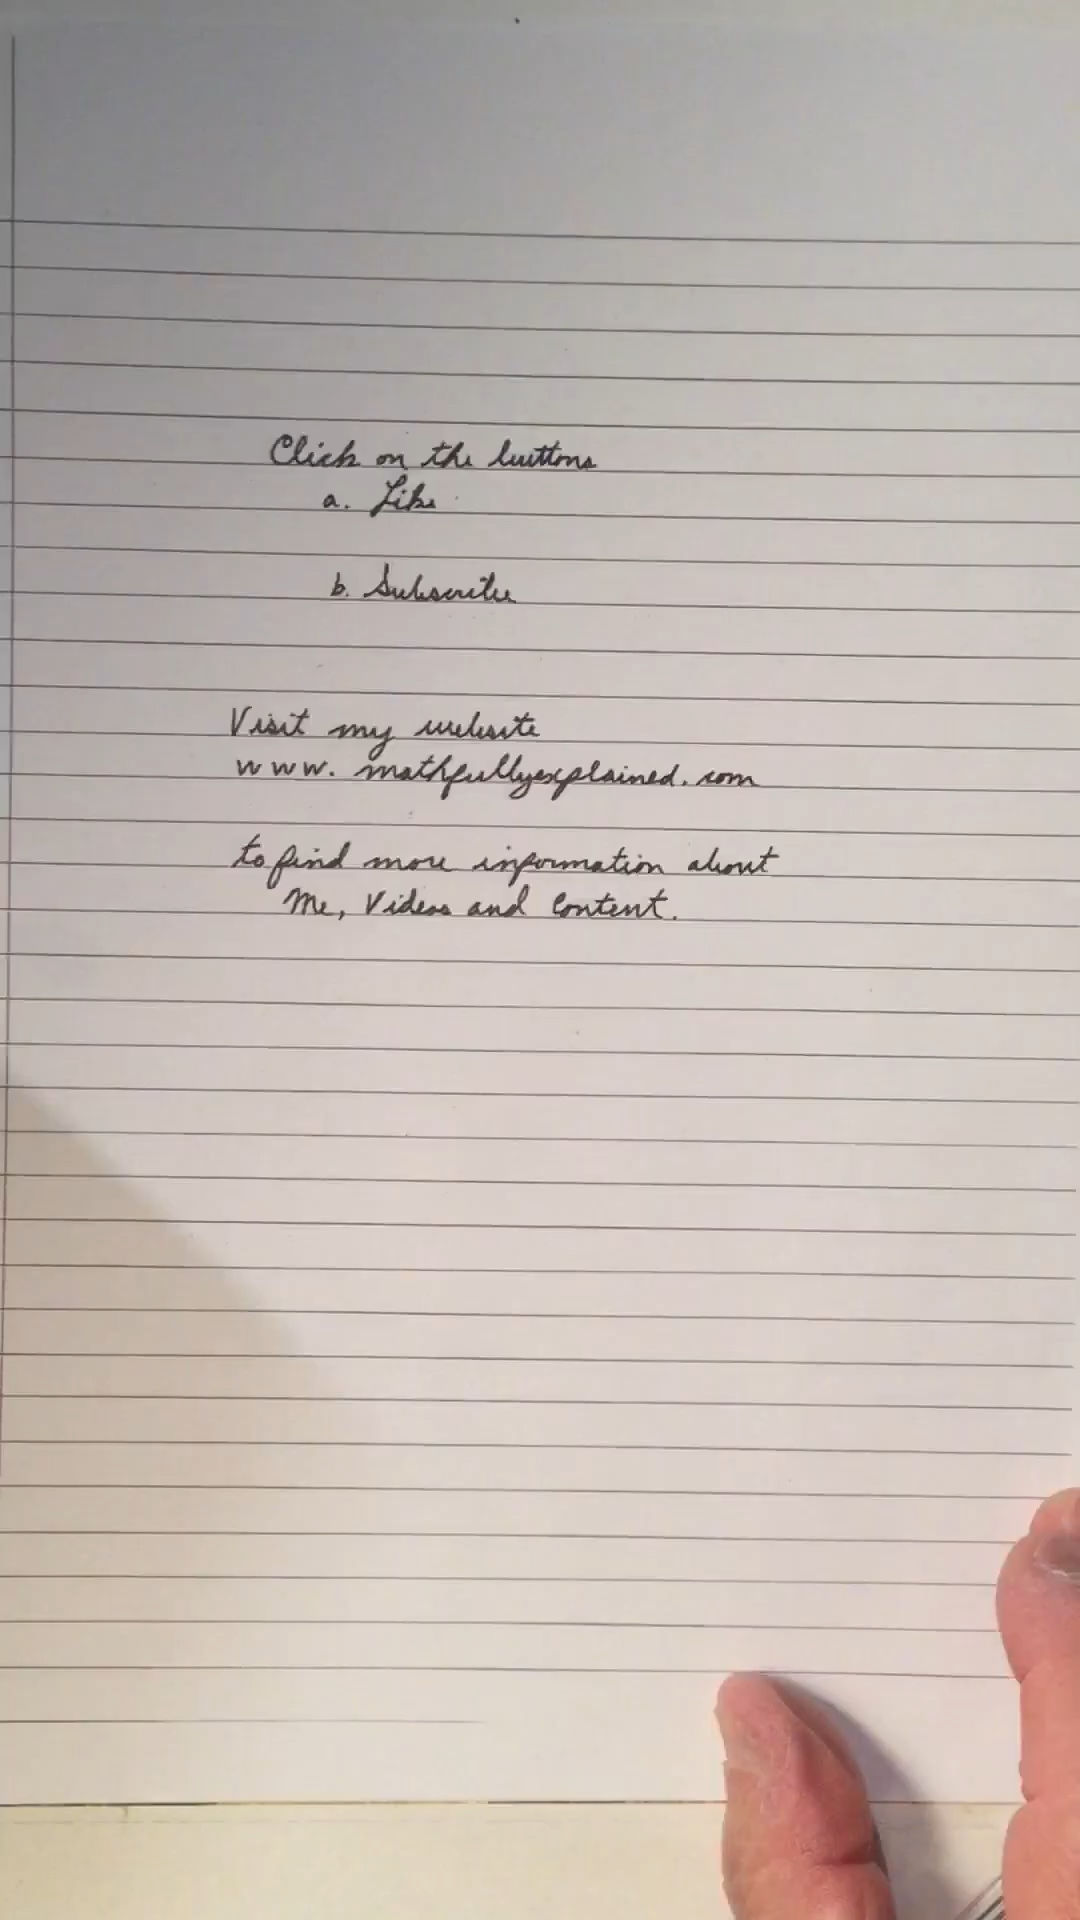 Click on the buttons
a. Like
b. Subscribe
Visit my website
www.mathfullyexplained.com
to find more information about
Me, Videos and Content.